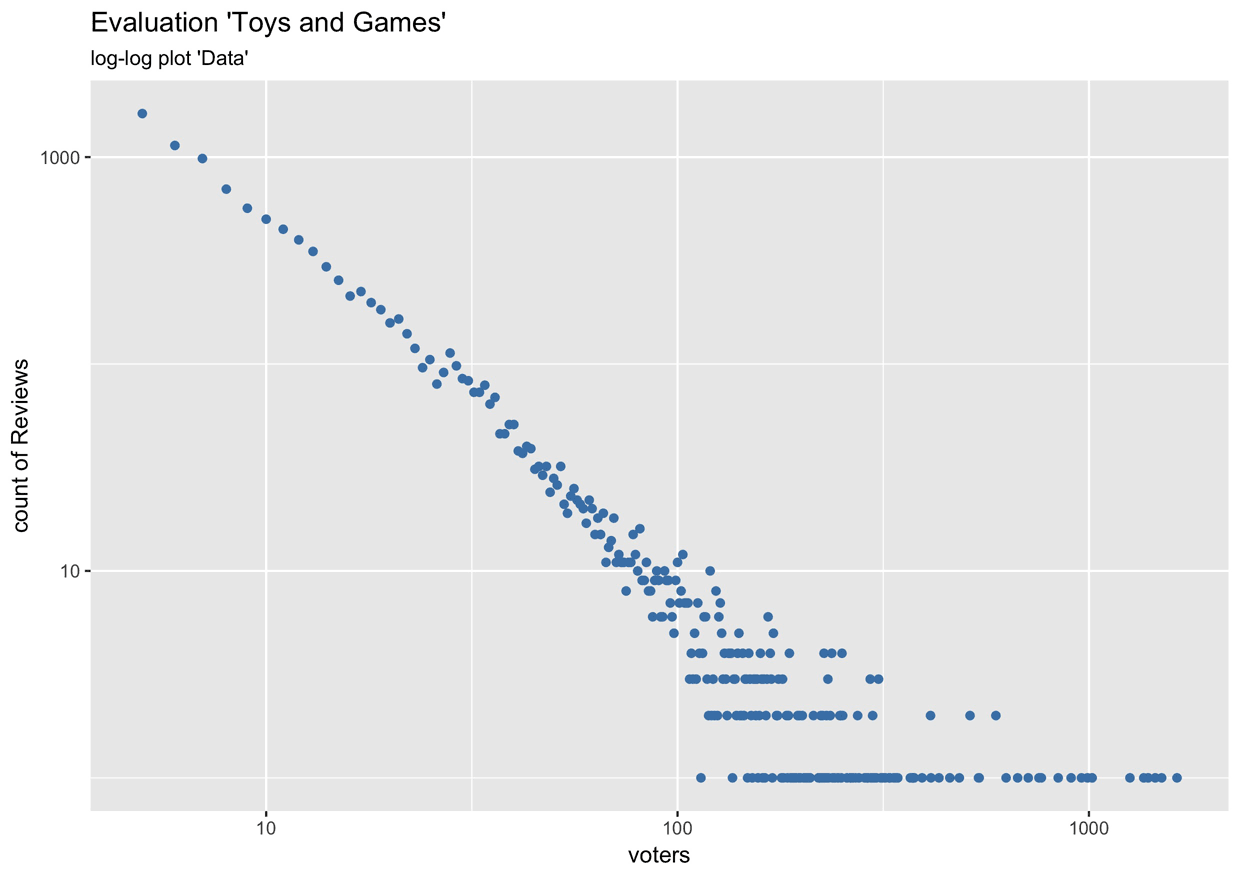 Evaluation 'Toys and Games'
log-log plot 'Data'
count of Reviews
1000
10
10
100
1000
voters